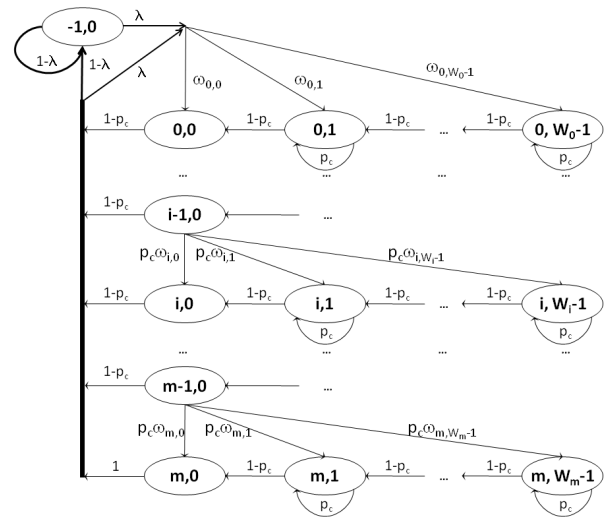 -1,0 λ
1-λ 1-λ λ
ω0,0 ω0,1 ω0,W0-1
1-pc 0,0 1-pc 0,1 1-pc ... 1-pc 0, W0-1
pc pc
... ... ... ...
1-pc i-1,0 ...
pcωi,0 pcωi,1 pcωi,Wi-1
1-pc i,0 1-pc i,1 1-pc ... 1-pc i, Wi-1
pc pc
... ... ... ...
1-pc m-1,0 ...
pcωm,0 pcωm,1 pcωm,Wm-1
1 m,0 1-pc m,1 1-pc ... 1-pc m, Wm-1
pc pc